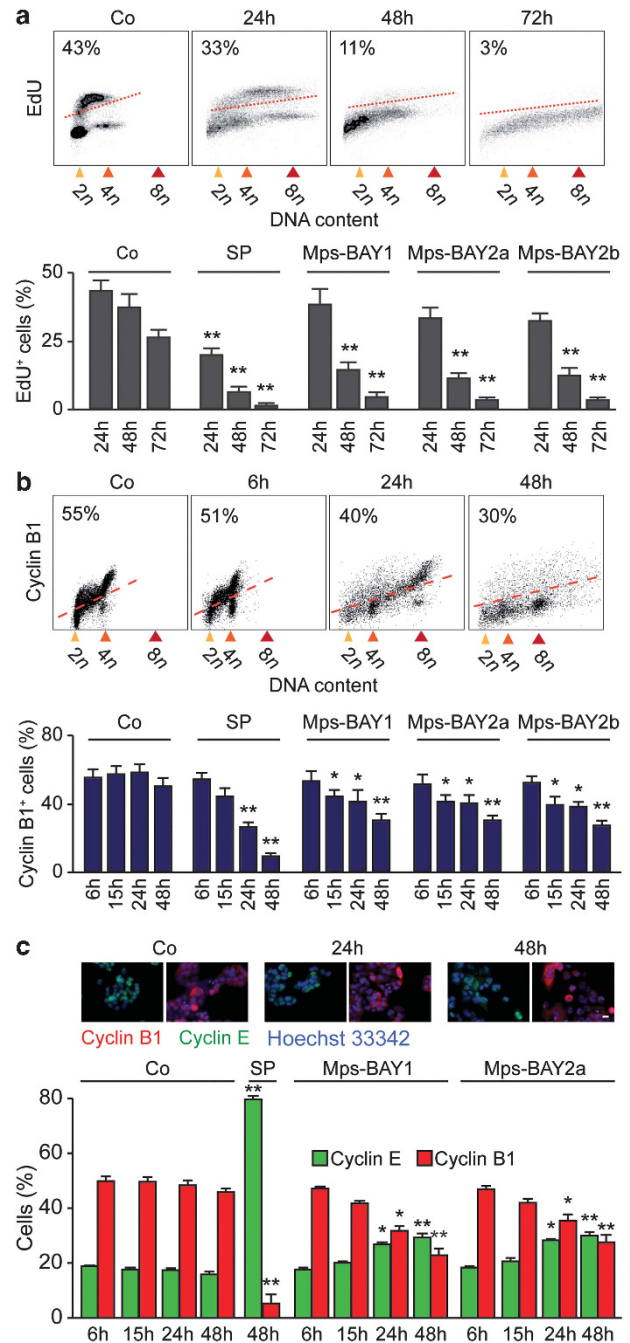 a
Co 24h 48h 72h
43% 33% 11% 3%
EdU
2n 4n 8n 2n 4n 8n 2n 4n 8n 2n 4n 8n
DNA content
Co SP Mps-BAY1 Mps-BAY2a Mps-BAY2b
EdU+ cells (%)
50
25
0
** ** ** ** ** ** ** ** **
24h 48h 72h 24h 48h 72h 24h 48h 72h 24h 48h 72h 24h 48h 72h
b
Co 6h 24h 48h
55% 51% 40% 30%
Cyclin B1
2n 4n 8n 2n 4n 8n 2n 4n 8n 2n 4n 8n
DNA content
Co SP Mps-BAY1 Mps-BAY2a Mps-BAY2b
Cyclin B1+ cells (%)
80
40
0
** ** * * ** * * ** * * **
6h 15h 24h 48h 6h 15h 24h 48h 6h 15h 24h 48h 6h 15h 24h 48h 6h 15h 24h 48h
c
Co 24h 48h
Cyclin B1 Cyclin E Hoechst 33342
Co SP Mps-BAY1 Mps-BAY2a
Cells (%)
80
60
40
20
0
Cyclin E Cyclin B1
** ** * * ** ** * * ** **
6h 15h 24h 48h 48h 6h 15h 24h 48h 6h 15h 24h 48h